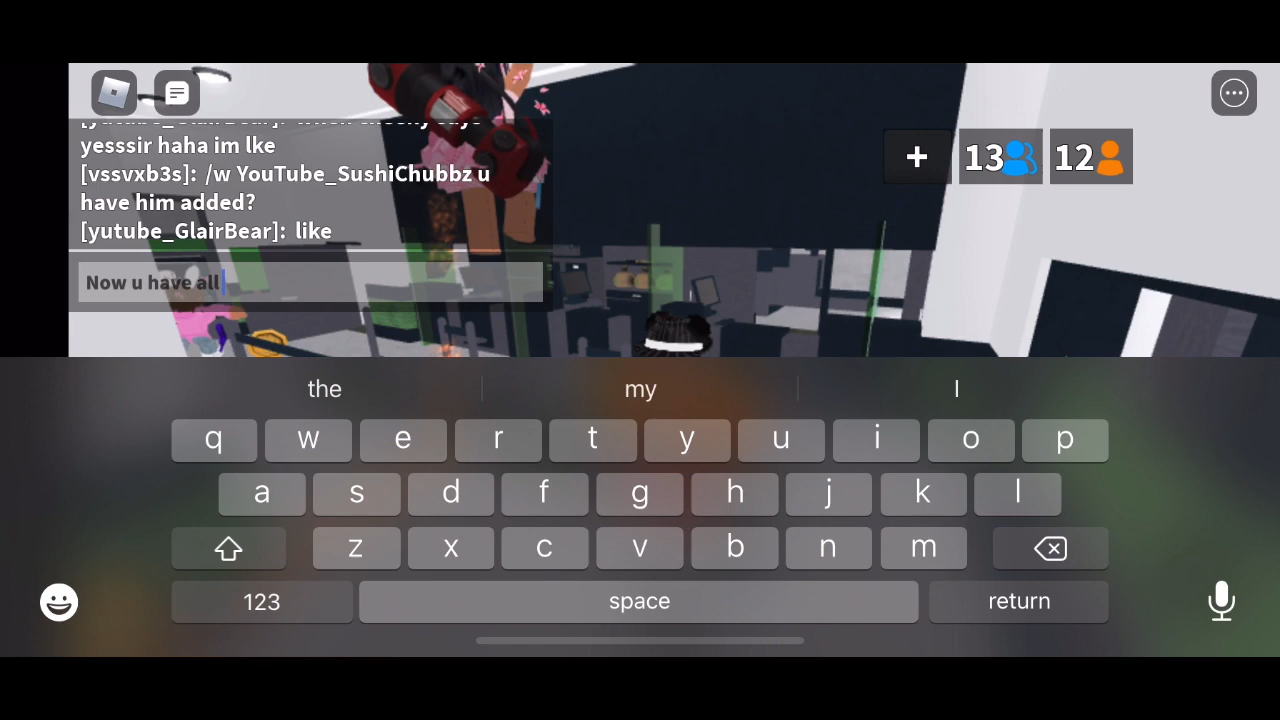 yesssir haha im lke
[vssvxb3s]: /w YouTube_SushiChubbz u
have him added?
[yutube_GlairBear]: like
Now u have all
+ 13 12
the my I
q w e r t y u i o p
a s d f g h j k l
z x c v b n m
123 space return